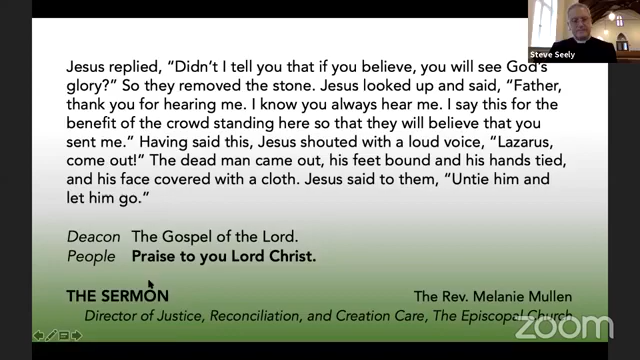 Steve Seely
Jesus replied, “Didn’t I tell you that if you believe, you will see God’s
glory?” So they removed the stone. Jesus looked up and said, “Father,
thank you for hearing me. I know you always hear me. I say this for the
benefit of the crowd standing here so that they will believe that you
sent me.” Having said this, Jesus shouted with a loud voice, “Lazarus,
come out!” The dead man came out, his feet bound and his hands tied,
and his face covered with a cloth. Jesus said to them, “Untie him and
let him go.”
Deacon The Gospel of the Lord.
People Praise to you Lord Christ.
THE SERMON The Rev. Melanie Mullen
Director of Justice, Reconciliation, and Creation Care, The Episcopal Church
zoom